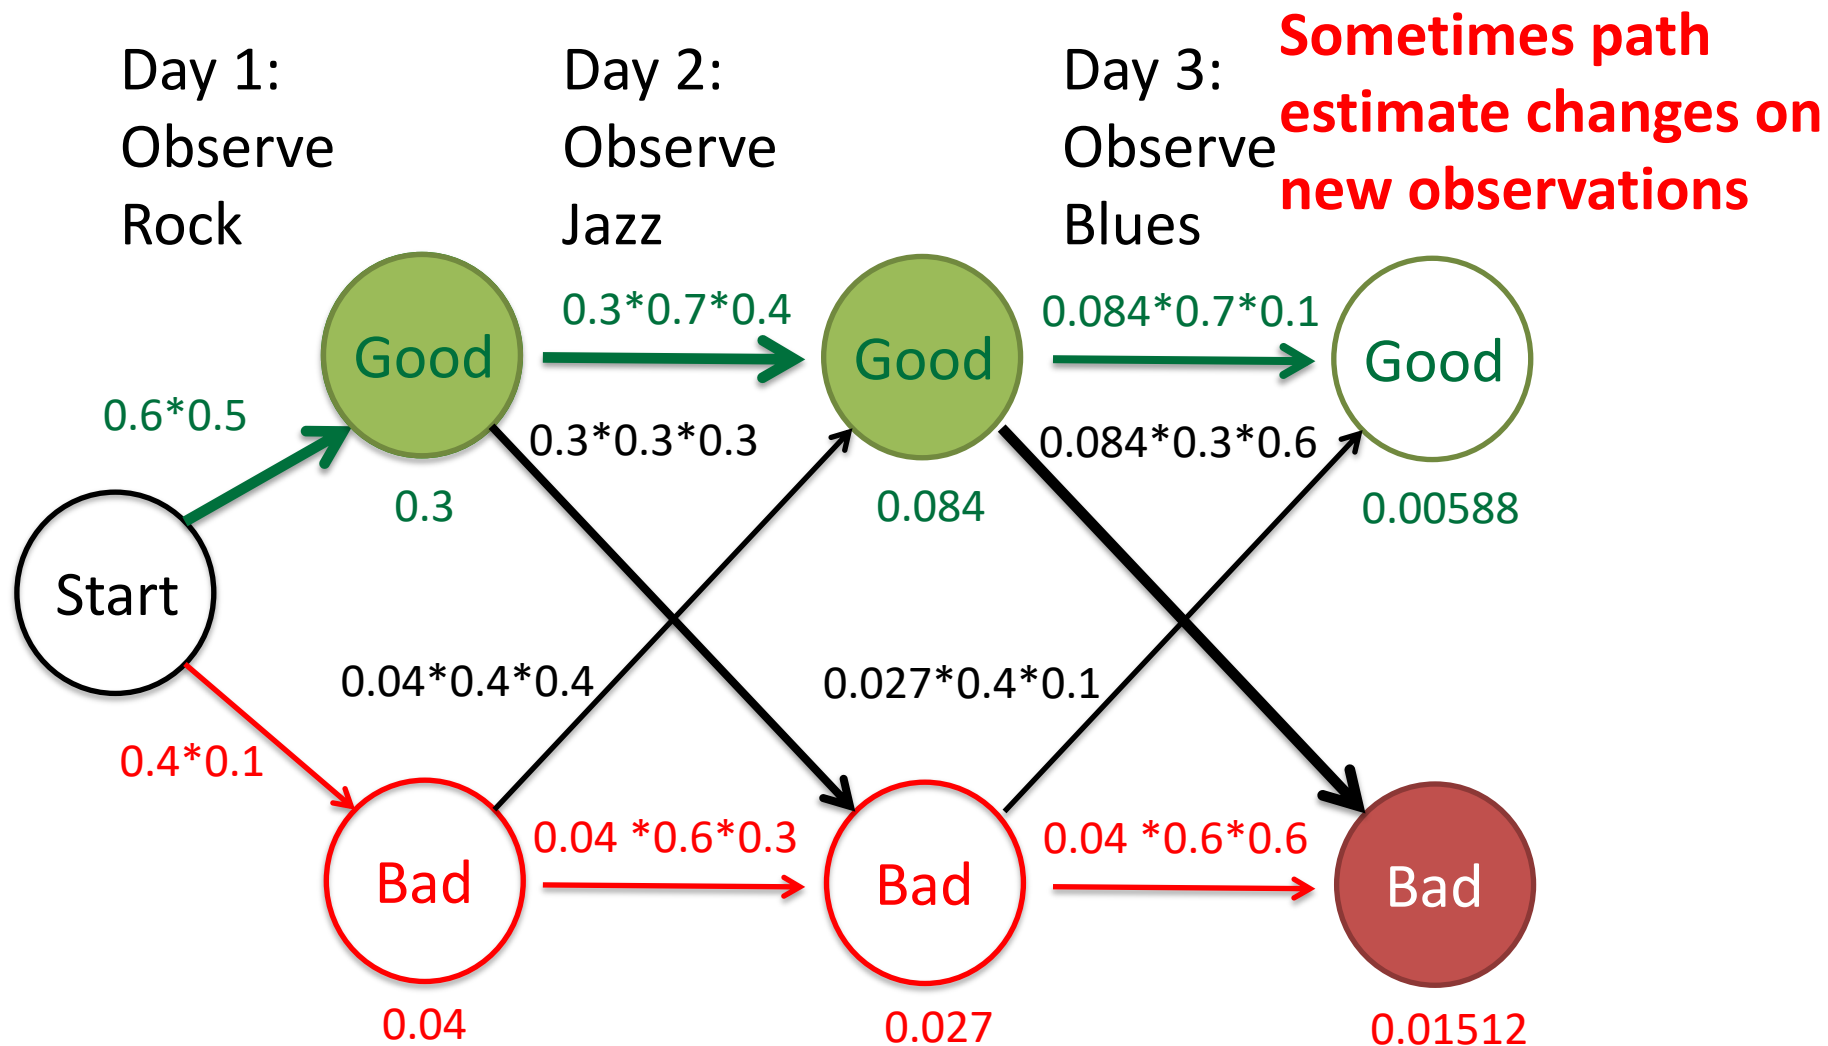 Day 1:
Observe
Rock
Day 2:
Observe
Jazz
Day 3:
Observe
Blues
Sometimes path
estimate changes on
new observations
Start
0.6*0.5
0.4*0.1
Good
0.3
Bad
0.04
0.3*0.7*0.4
0.3*0.3*0.3
0.04*0.4*0.4
0.04 *0.6*0.3
Good
0.084
Bad
0.027
0.084*0.7*0.1
0.084*0.3*0.6
0.027*0.4*0.1
0.04 *0.6*0.6
Good
0.00588
Bad
0.01512